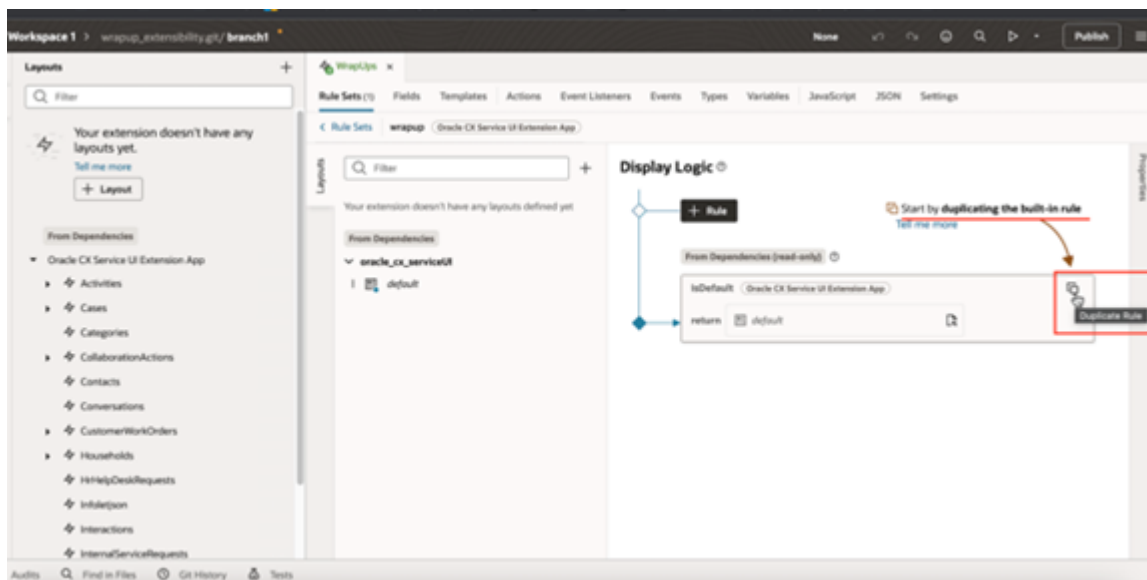 Workspace 1 > wrapup_extensibility.git/ branch1
None
Publish
Layouts
WrapUps
Filter
Rule Sets (1) Fields Templates Actions Event Listeners Events Types Variables JavaScript JSON Settings
Rule Sets wrapup Oracle CX Service UI Extension App
Your extension doesn't have any
layouts yet.
Tell me more
+ Layout
From Dependencies
Oracle CX Service UI Extension App
Activities
Cases
Categories
CollaborationActions
Contacts
Conversations
CustomerWorkOrders
Households
HrHelpDeskRequests
Infoletjson
Interactions
InternalServiceRequests
Layouts
Filter
Your extension doesn't have any layouts defined yet
From Dependencies
oracle_cx_serviceUI
default
Display Logic
+ Rule
Start by duplicating the built-in rule
Tell me more
From Dependencies (read-only)
isDefault Oracle CX Service UI Extension App
return default
Duplicate Rule
Properties
Audits Find in Files Git History Tests